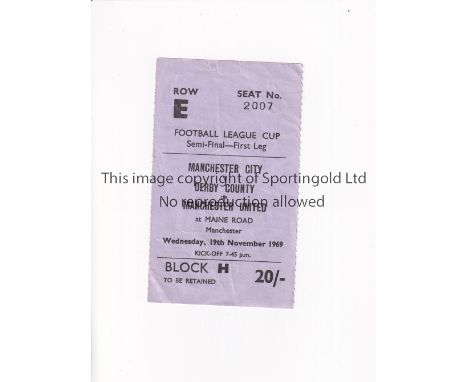 ROW SEAT No.
E 2007
FOOTBALL LEAGUE CUP
Semi-Final—First Leg
MANCHESTER CITY
This image copyright of Sportingold Ltd
DERBY COUNTY
No reproduction allowed
MANCHESTER UNITED
at MAINE ROAD
Manchester
Wednesday, 19th November 1969
KICK-OFF 7-45 p.m.
BLOCK H 20/-
TO BE RETAINED